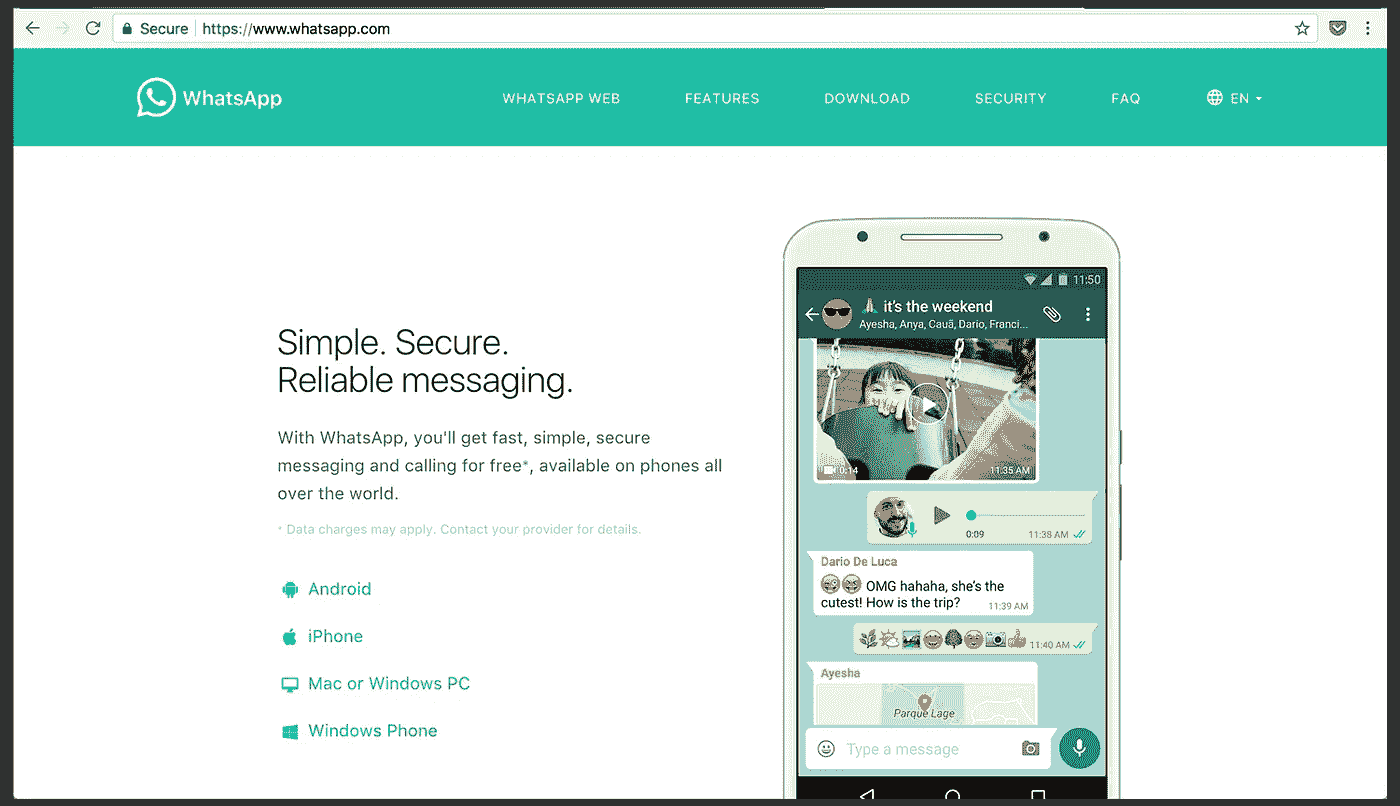 Secure https://www.whatsapp.com
WhatsApp
WHATSAPP WEB FEATURES DOWNLOAD SECURITY FAQ EN
11:50
it's the weekend
Ayesha, Anya, Cauã, Dario, Franci...
Simple. Secure.
Reliable messaging.
With WhatsApp, you'll get fast, simple, secure
messaging and calling for free*, available on phones all
over the world.
* Data charges may apply. Contact your provider for details.
Android
iPhone
Mac or Windows PC
Windows Phone
0:14 11:35 AM
0:09 11:38 AM
Dario De Luca
OMG hahaha, she's the
cutest! How is the trip? 11:39 AM
11:40 AM
Ayesha
Parque Lage
Type a message